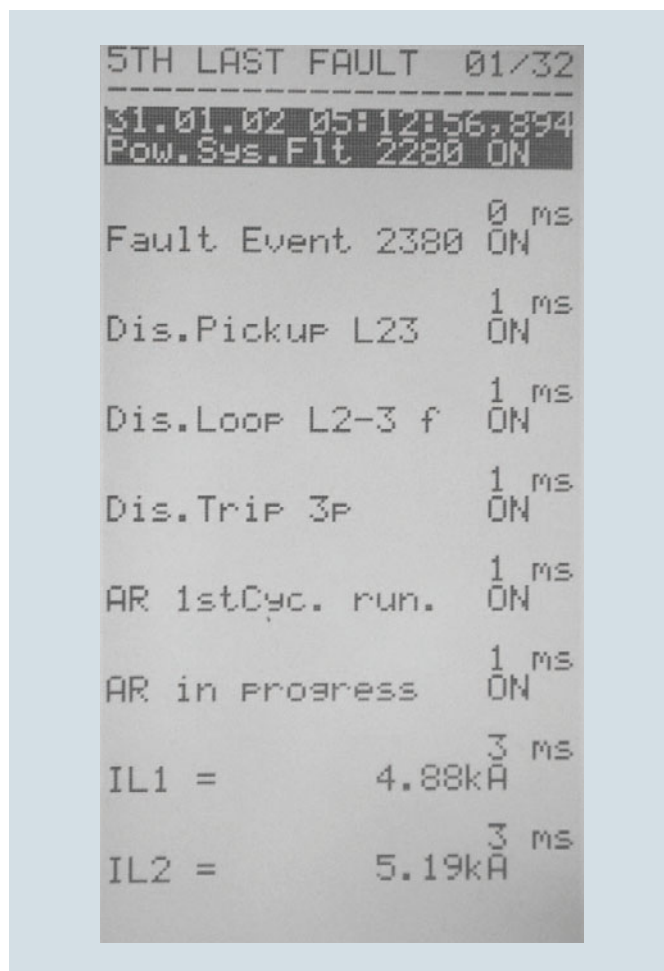 5TH LAST FAULT 01/32
31.01.02 05:12:56,894
Pow.Sys.Flt 2280 ON
0 ms
Fault Event 2380 ON
1 ms
Dis.Pickup L23 ON
1 ms
Dis.Loop L2-3 f ON
1 ms
Dis.Trip 3p ON
1 ms
AR 1stCyc. run. ON
1 ms
AR in progress ON
3 ms
IL1 = 4.88kA
3 ms
IL2 = 5.19kA